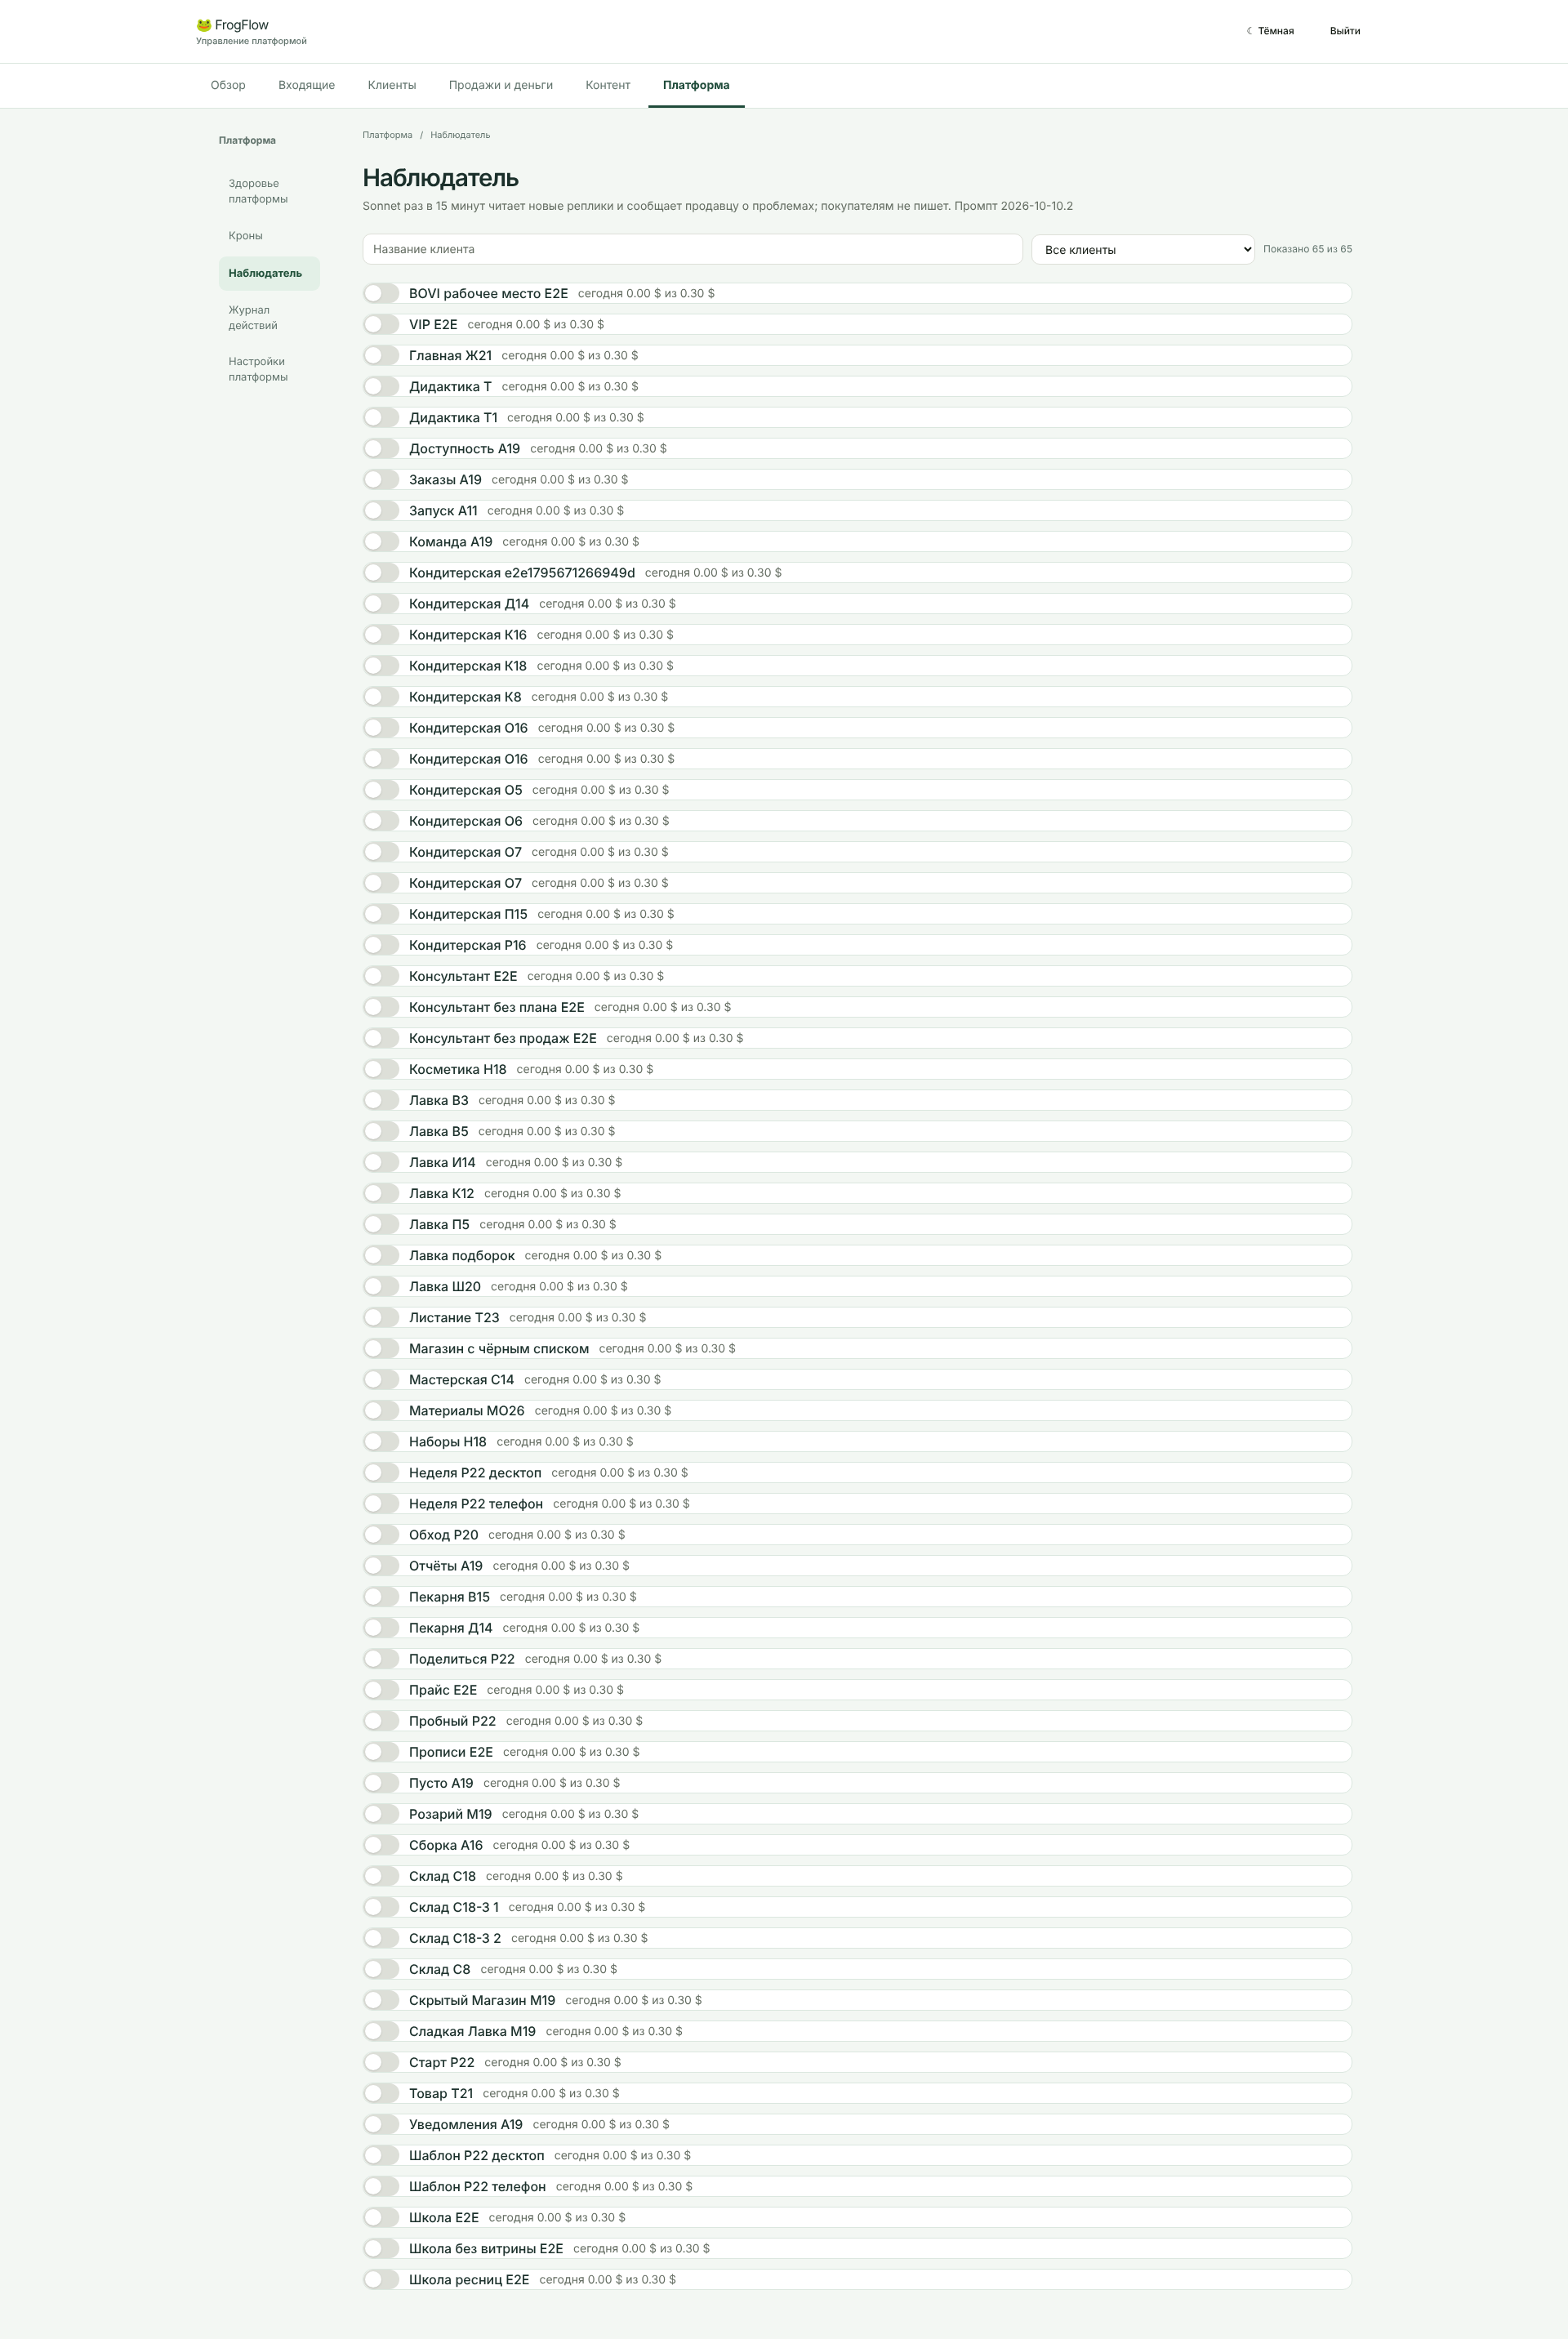 🐸 FrogFlow
Управление платформой
☾ Тёмная
Выйти
Обзор
Входящие
Клиенты
Продажи и деньги
Контент
Платформа
Платформа
Здоровье
платформы
Кроны
Наблюдатель
Журнал
действий
Настройки
платформы
Платформа / Наблюдатель
Наблюдатель
Sonnet раз в 15 минут читает новые реплики и сообщает продавцу о проблемах; покупателям не пишет. Промпт 2026-10-10.2
Название клиента
Все клиенты
Показано 65 из 65
BOVI рабочее место E2E сегодня 0.00 $ из 0.30 $
VIP E2E сегодня 0.00 $ из 0.30 $
Главная Ж21 сегодня 0.00 $ из 0.30 $
Дидактика Т сегодня 0.00 $ из 0.30 $
Дидактика Т1 сегодня 0.00 $ из 0.30 $
Доступность А19 сегодня 0.00 $ из 0.30 $
Заказы А19 сегодня 0.00 $ из 0.30 $
Запуск А11 сегодня 0.00 $ из 0.30 $
Команда А19 сегодня 0.00 $ из 0.30 $
Кондитерская e2e1795671266949d сегодня 0.00 $ из 0.30 $
Кондитерская Д14 сегодня 0.00 $ из 0.30 $
Кондитерская К16 сегодня 0.00 $ из 0.30 $
Кондитерская К18 сегодня 0.00 $ из 0.30 $
Кондитерская К8 сегодня 0.00 $ из 0.30 $
Кондитерская О16 сегодня 0.00 $ из 0.30 $
Кондитерская О16 сегодня 0.00 $ из 0.30 $
Кондитерская О5 сегодня 0.00 $ из 0.30 $
Кондитерская О6 сегодня 0.00 $ из 0.30 $
Кондитерская О7 сегодня 0.00 $ из 0.30 $
Кондитерская О7 сегодня 0.00 $ из 0.30 $
Кондитерская П15 сегодня 0.00 $ из 0.30 $
Кондитерская Р16 сегодня 0.00 $ из 0.30 $
Консультант E2E сегодня 0.00 $ из 0.30 $
Консультант без плана E2E сегодня 0.00 $ из 0.30 $
Консультант без продаж E2E сегодня 0.00 $ из 0.30 $
Косметика Н18 сегодня 0.00 $ из 0.30 $
Лавка В3 сегодня 0.00 $ из 0.30 $
Лавка В5 сегодня 0.00 $ из 0.30 $
Лавка И14 сегодня 0.00 $ из 0.30 $
Лавка К12 сегодня 0.00 $ из 0.30 $
Лавка П5 сегодня 0.00 $ из 0.30 $
Лавка подборок сегодня 0.00 $ из 0.30 $
Лавка Ш20 сегодня 0.00 $ из 0.30 $
Листание Т23 сегодня 0.00 $ из 0.30 $
Магазин с чёрным списком сегодня 0.00 $ из 0.30 $
Мастерская С14 сегодня 0.00 $ из 0.30 $
Материалы МО26 сегодня 0.00 $ из 0.30 $
Наборы Н18 сегодня 0.00 $ из 0.30 $
Неделя Р22 десктоп сегодня 0.00 $ из 0.30 $
Неделя Р22 телефон сегодня 0.00 $ из 0.30 $
Обход Р20 сегодня 0.00 $ из 0.30 $
Отчёты А19 сегодня 0.00 $ из 0.30 $
Пекарня В15 сегодня 0.00 $ из 0.30 $
Пекарня Д14 сегодня 0.00 $ из 0.30 $
Поделиться Р22 сегодня 0.00 $ из 0.30 $
Прайс E2E сегодня 0.00 $ из 0.30 $
Пробный Р22 сегодня 0.00 $ из 0.30 $
Прописи E2E сегодня 0.00 $ из 0.30 $
Пусто А19 сегодня 0.00 $ из 0.30 $
Розарий М19 сегодня 0.00 $ из 0.30 $
Сборка А16 сегодня 0.00 $ из 0.30 $
Склад С18 сегодня 0.00 $ из 0.30 $
Склад С18-3 1 сегодня 0.00 $ из 0.30 $
Склад С18-3 2 сегодня 0.00 $ из 0.30 $
Склад С8 сегодня 0.00 $ из 0.30 $
Скрытый Магазин М19 сегодня 0.00 $ из 0.30 $
Сладкая Лавка М19 сегодня 0.00 $ из 0.30 $
Старт Р22 сегодня 0.00 $ из 0.30 $
Товар Т21 сегодня 0.00 $ из 0.30 $
Уведомления А19 сегодня 0.00 $ из 0.30 $
Шаблон Р22 десктоп сегодня 0.00 $ из 0.30 $
Шаблон Р22 телефон сегодня 0.00 $ из 0.30 $
Школа E2E сегодня 0.00 $ из 0.30 $
Школа без витрины E2E сегодня 0.00 $ из 0.30 $
Школа ресниц E2E сегодня 0.00 $ из 0.30 $